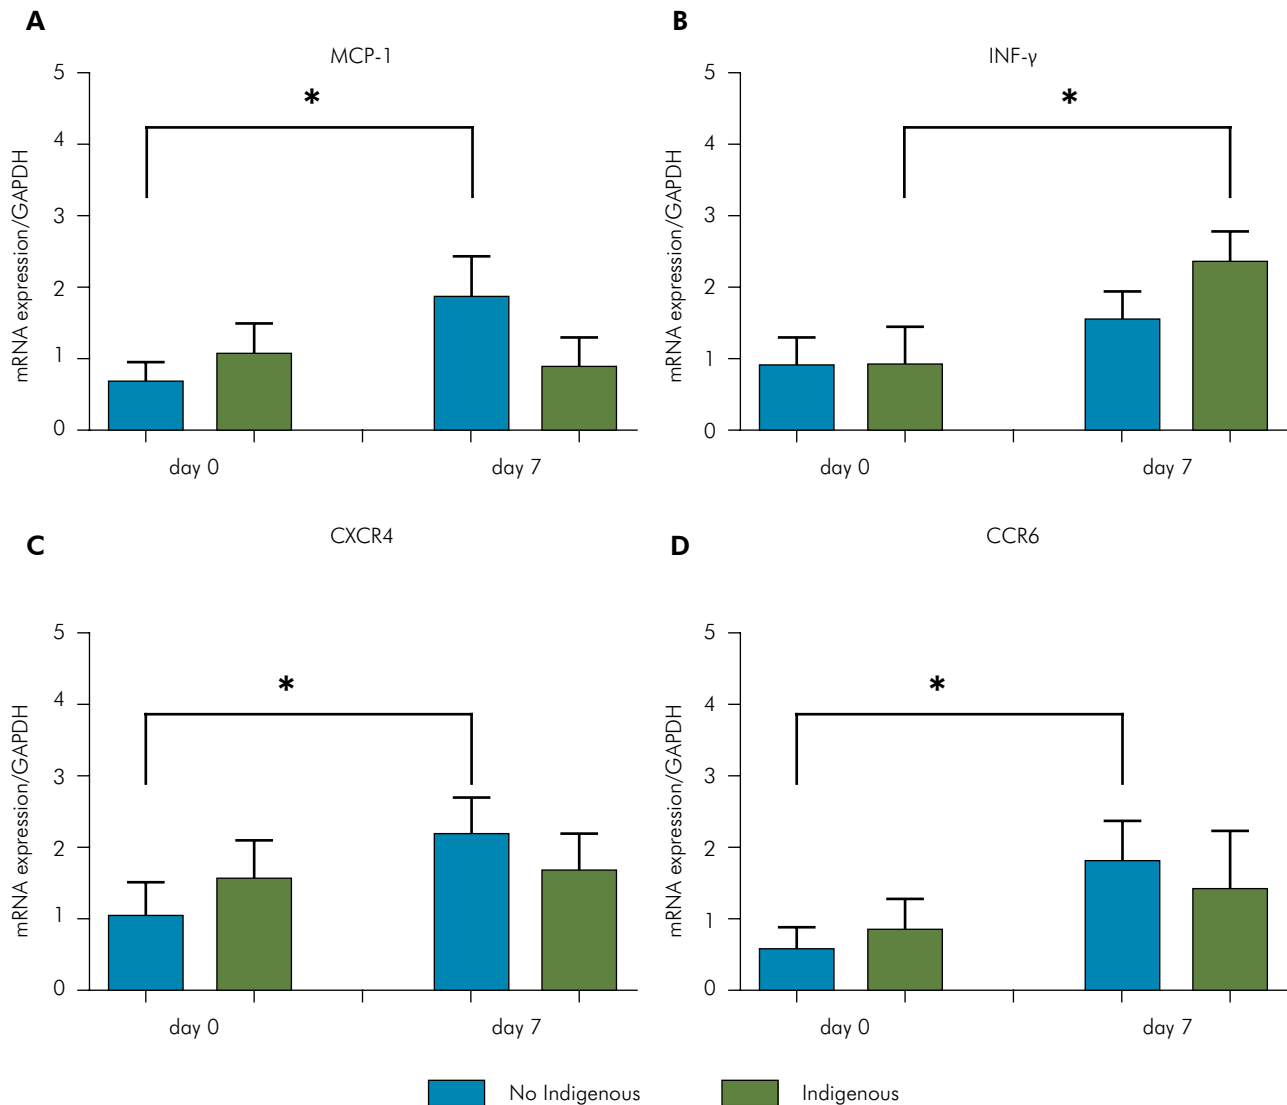 A
MCP-1
mRNA expression/GAPDH
5
4
3
2
1
0
*
day 0
day 7
B
INF-γ
mRNA expression/GAPDH
5
4
3
2
1
0
*
day 0
day 7
C
CXCR4
mRNA expression/GAPDH
5
4
3
2
1
0
*
day 0
day 7
D
CCR6
mRNA expression/GAPDH
5
4
3
2
1
0
*
day 0
day 7
No Indigenous
Indigenous